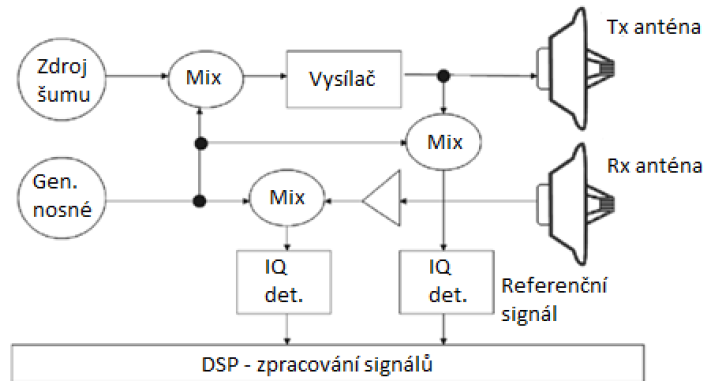 Tx anténa
Zdroj
šumu
Mix
Vysílač
Mix
Rx anténa
Gen.
nosné
Mix
IQ
det.
IQ
det.
Referenční
signál
DSP - zpracování signálů